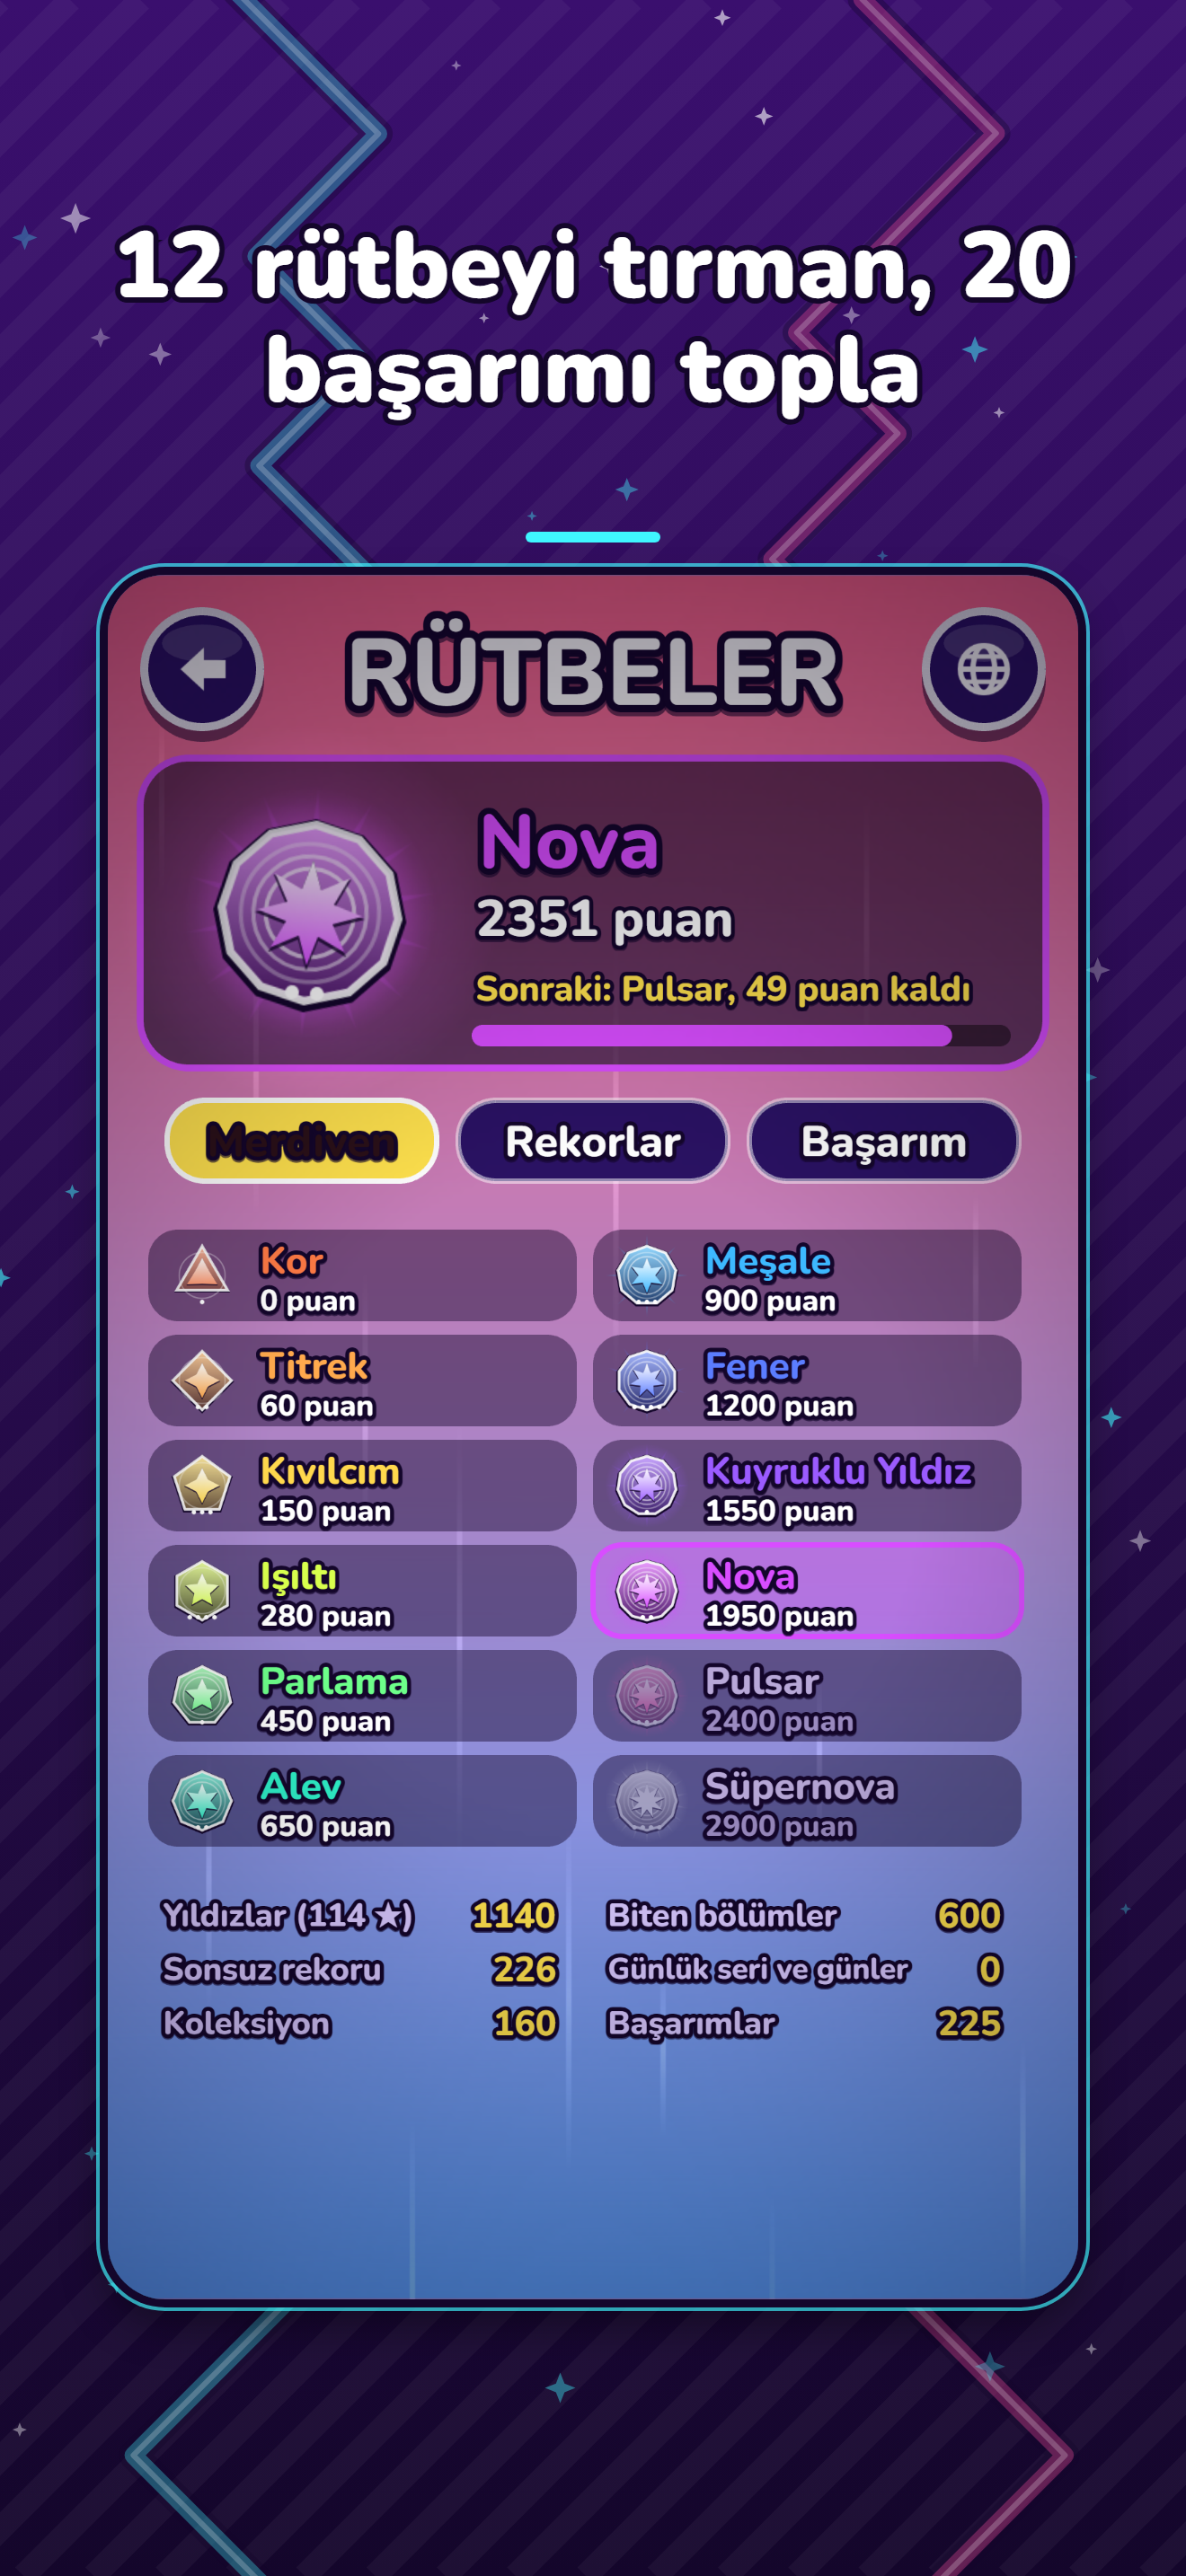 12 rütbeyi tırman, 20
başarımı topla
RÜTBELER
Nova
2351 puan
Sonraki: Pulsar, 49 puan kaldı
Merdiven
Rekorlar
Başarım
Kor
0 puan
Titrek
60 puan
Kıvılcım
150 puan
Işıltı
280 puan
Parlama
450 puan
Alev
650 puan
Meşale
900 puan
Fener
1200 puan
Kuyruklu Yıldız
1550 puan
Nova
1950 puan
Pulsar
2400 puan
Süpernova
2900 puan
Yıldızlar (114 ★) 1140
Sonsuz rekoru 226
Koleksiyon 160
Biten bölümler 600
Günlük seri ve günler 0
Başarımlar 225